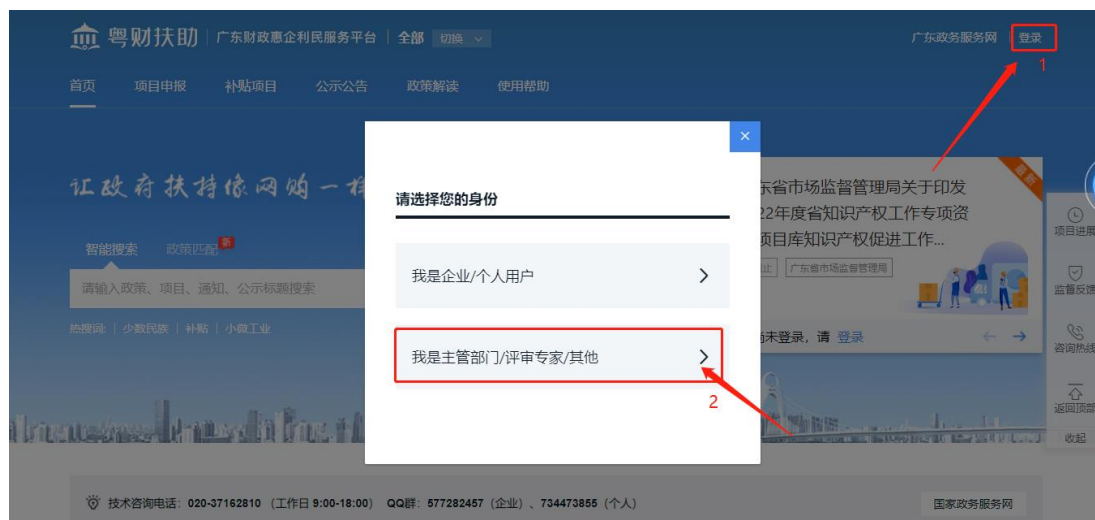 粤财扶助 | 广东财政惠企利民服务平台 | 全部 切换
广东政务服务网 | 登录
1
首页 项目申报 补贴项目 公示公告 政策解读 使用帮助
让政府扶持像网购一样
智能搜索 政策匹配 新
请输入政策、项目、通知、公示标题搜索
热搜词: | 少数民族 | 补贴 | 小微工业
×
请选择您的身份
我是企业/个人用户
我是主管部门/评审专家/其他
2
最新
东省市场监督管理局关于印发
22年度省知识产权工作专项资
项目库知识产权促进工作...
止 广东省市场监督管理局
尚未登录，请 登录
项目进展
监督反馈
咨询热线
返回顶部
收起
技术咨询电话: 020-37162810 (工作日 9:00-18:00) QQ群: 577282457 (企业) 、734473855 (个人)
国家政务服务网